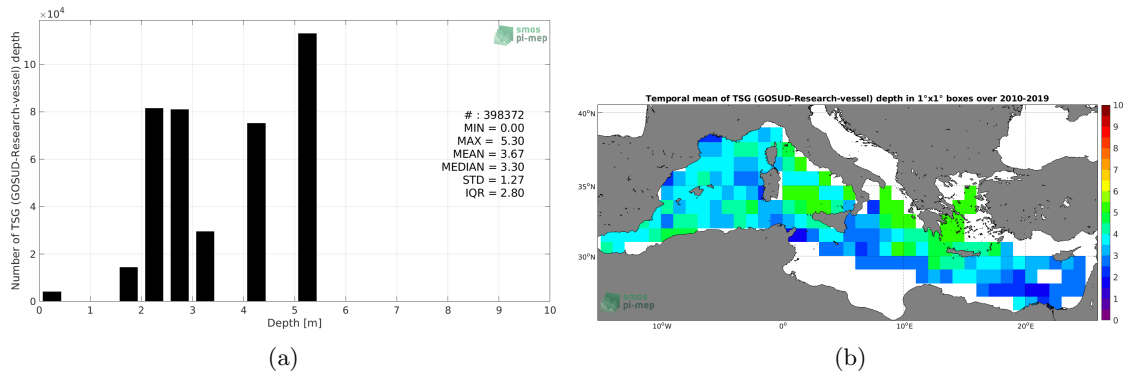 ×10⁴
smos
pi-mep
10
8
6
4
2
0
Number of TSG (GOSUD-Research-vessel) depth
# : 398372
MIN = 0.00
MAX = 5.30
MEAN = 3.67
MEDIAN = 3.30
STD = 1.27
IQR = 2.80
0 1 2 3 4 5 6 7 8 9 10
Depth [m]
(a)
Temporal mean of TSG (GOSUD-Research-vessel) depth in 1°x1° boxes over 2010-2019
40°N
35°N
30°N
10°W 0° 10°E 20°E
smos
pi-mep
10
9
8
7
6
5
4
3
2
1
0
(b)